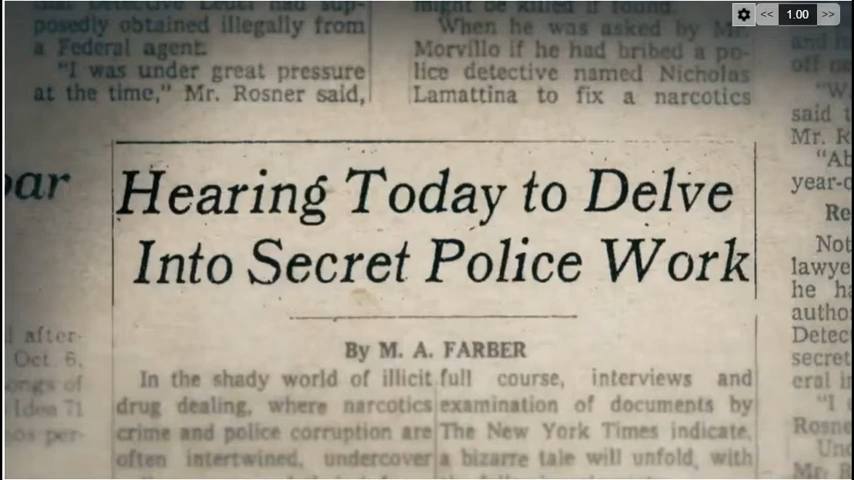 << 1.00 >>
posedly obtained illegally from
a Federal agent.
"I was under great pressure
at the time," Mr. Rosner said,
might be killed if found.
When he was asked by Mr.
Morvillo if he had bribed a po-
lice detective named Nicholas
Lamattina to fix a narcotics
Hearing Today to Delve
Into Secret Police Work
By M. A. FARBER
In the shady world of illicit
drug dealing, where narcotics
crime and police corruption are
often intertwined, undercover
full course, interviews and
examination of documents by
The New York Times indicate,
a bizarre tale will unfold, with
after-
Oct. 6,
ongs of
Idea 71
per-
said
Mr. R
year-o
Re
Not
lawye
he ha
autho
Detec
secret
eral i
"I
Rosne
Mr. R